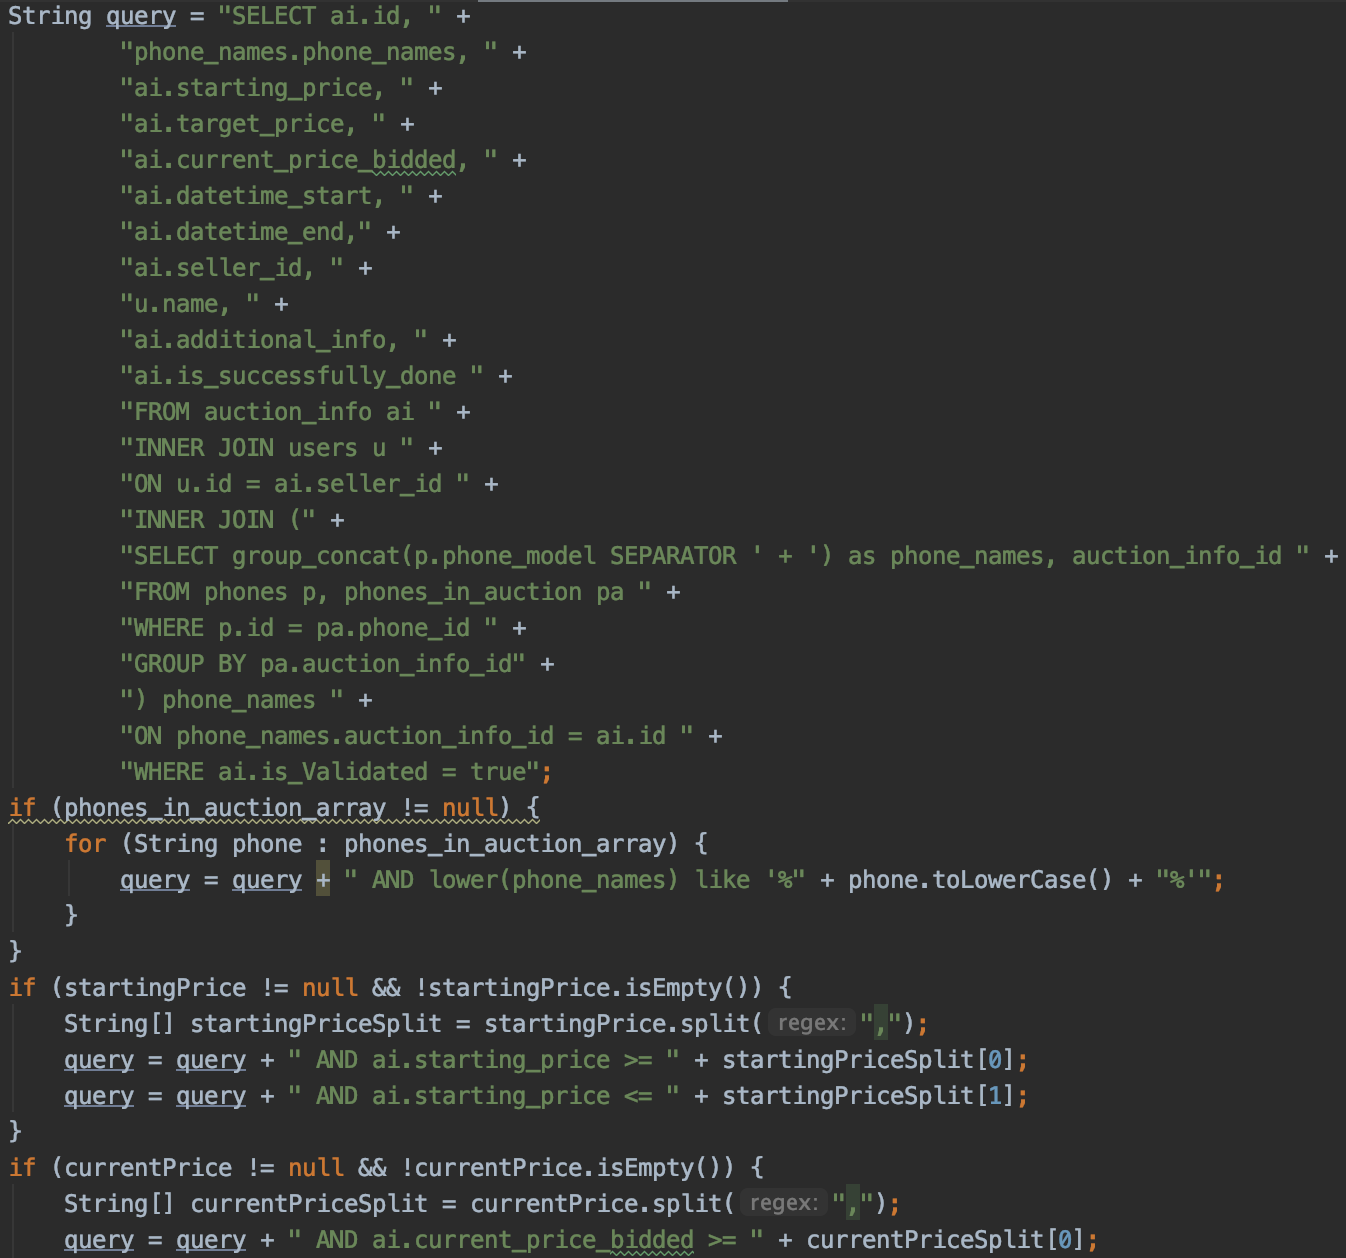 String query = "SELECT ai.id, " +
"phone_names.phone_names, " +
"ai.starting_price, " +
"ai.target_price, " +
"ai.current_price_bidded, " +
"ai.datetime_start, " +
"ai.datetime_end," +
"ai.seller_id, " +
"u.name, " +
"ai.additional_info, " +
"ai.is_successfully_done " +
"FROM auction_info ai " +
"INNER JOIN users u " +
"ON u.id = ai.seller_id " +
"INNER JOIN (" +
"SELECT group_concat(p.phone_model SEPARATOR ' + ') as phone_names, auction_info_id " +
"FROM phones p, phones_in_auction pa " +
"WHERE p.id = pa.phone_id " +
"GROUP BY pa.auction_info_id" +
") phone_names " +
"ON phone_names.auction_info_id = ai.id " +
"WHERE ai.is_Validated = true";
if (phones_in_auction_array != null) {
for (String phone : phones_in_auction_array) {
query = query + " AND lower(phone_names) like '%" + phone.toLowerCase() + "%'";
}
}
if (startingPrice != null && !startingPrice.isEmpty()) {
String[] startingPriceSplit = startingPrice.split( regex: ",");
query = query + " AND ai.starting_price >= " + startingPriceSplit[0];
query = query + " AND ai.starting_price <= " + startingPriceSplit[1];
}
if (currentPrice != null && !currentPrice.isEmpty()) {
String[] currentPriceSplit = currentPrice.split( regex: ",");
query = query + " AND ai.current_price_bidded >= " + currentPriceSplit[0];